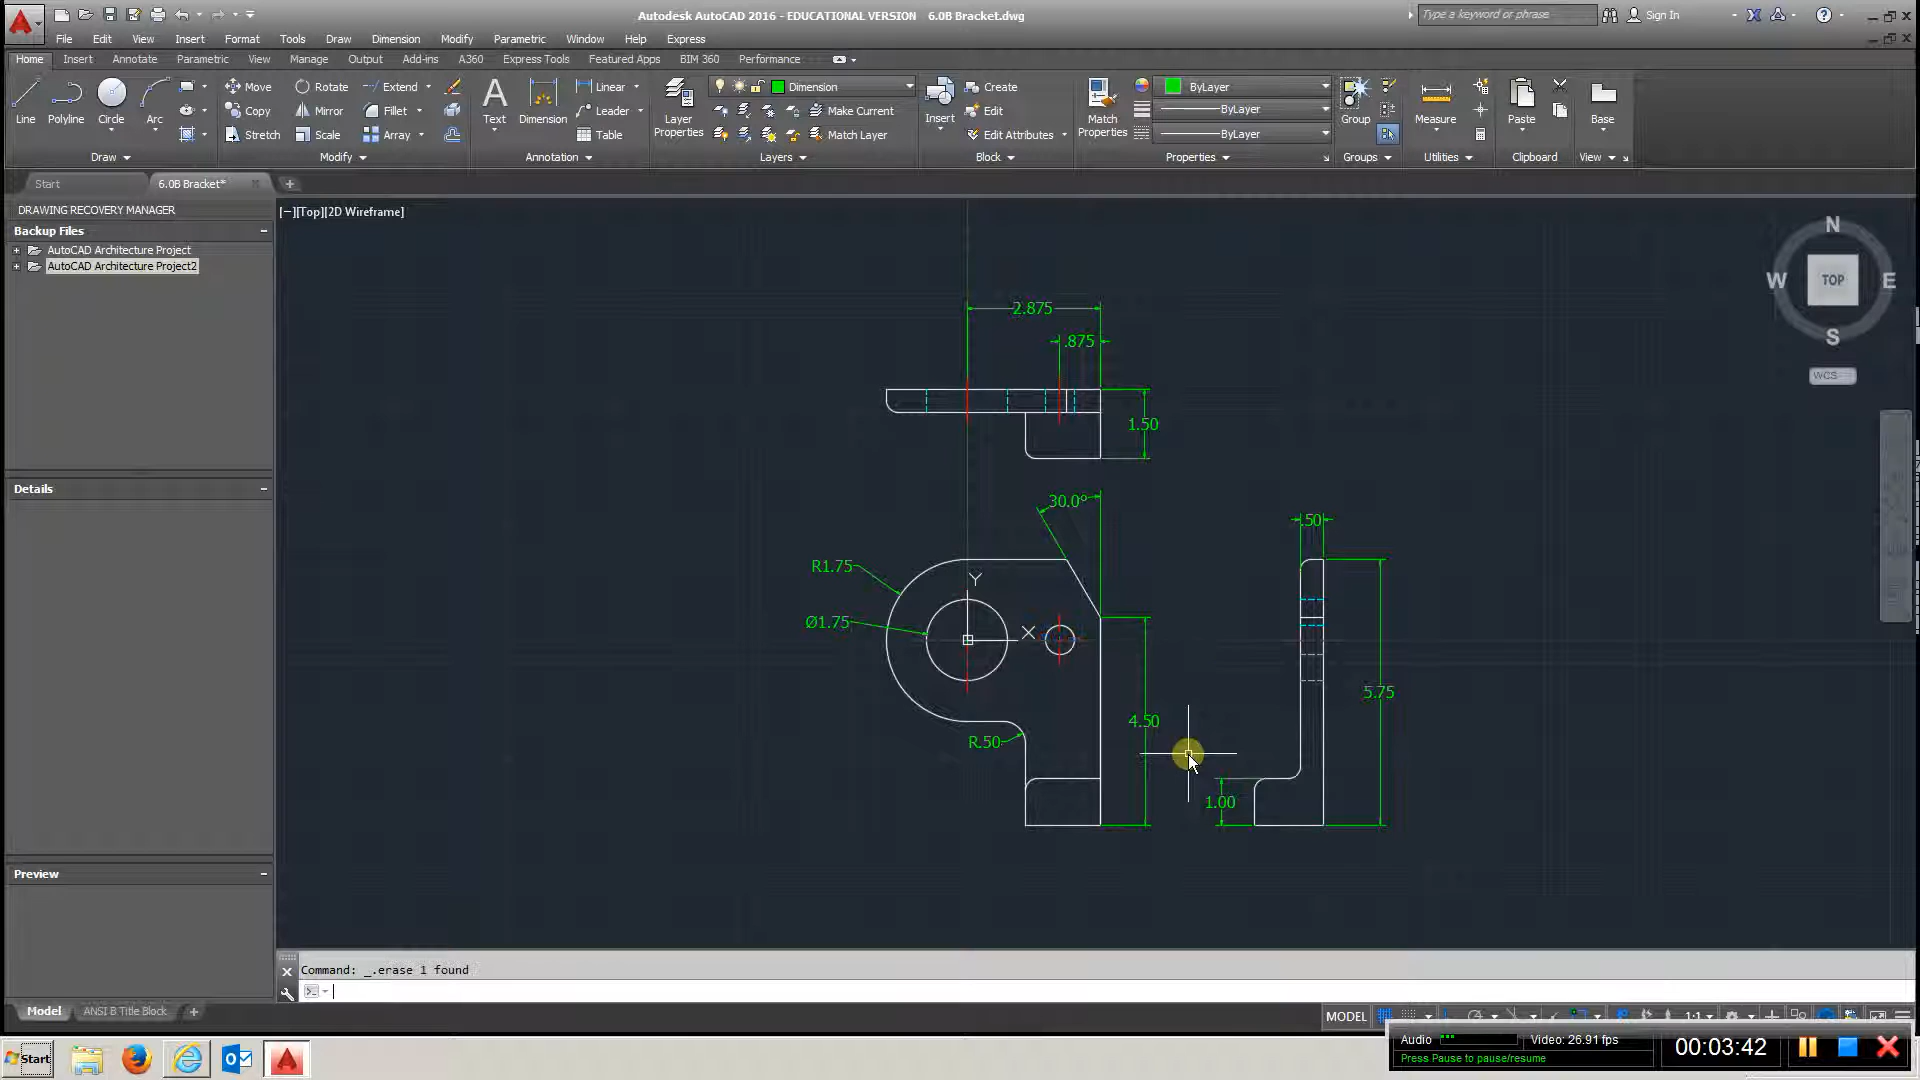 Autodesk AutoCAD 2016 - EDUCATIONAL VERSION 6.0B Bracket.dwg
Type a keyword or phrase
Sign In
File Edit View Insert Format Tools Draw Dimension Modify Parametric Window Help Express
Home Insert Annotate Parametric View Manage Output Add-ins A360 Express Tools Featured Apps BIM 360 Performance
Line
Polyline
Circle
Arc
Draw
Move
Copy
Stretch
Rotate
Mirror
Scale
Extend
Fillet
Array
Modify
Text
Dimension
Linear
Leader
Table
Annotation
Layer
Properties
Dimension
Make Current
Match Layer
Layers
Insert
Create
Edit
Edit Attributes
Block
Match
Properties
ByLayer
ByLayer
ByLayer
Properties
Group
Groups
Measure
Utilities
Paste
Clipboard
Base
View
Start
6.0B Bracket*
DRAWING RECOVERY MANAGER
Backup Files
AutoCAD Architecture Project
AutoCAD Architecture Project2
Details
Preview
[−][Top][2D Wireframe]
N
W
TOP
E
S
WCS
2.875
.875
1.50
30.0°
.50
R1.75
Y
Ø1.75
X
5.75
4.50
R.50
1.00
Command: _.erase 1 found
Model
ANSI B Title Block
MODEL
1:1
Start
Audio
Video: 26.91 fps
Press Pause to pause/resume
00:03:42